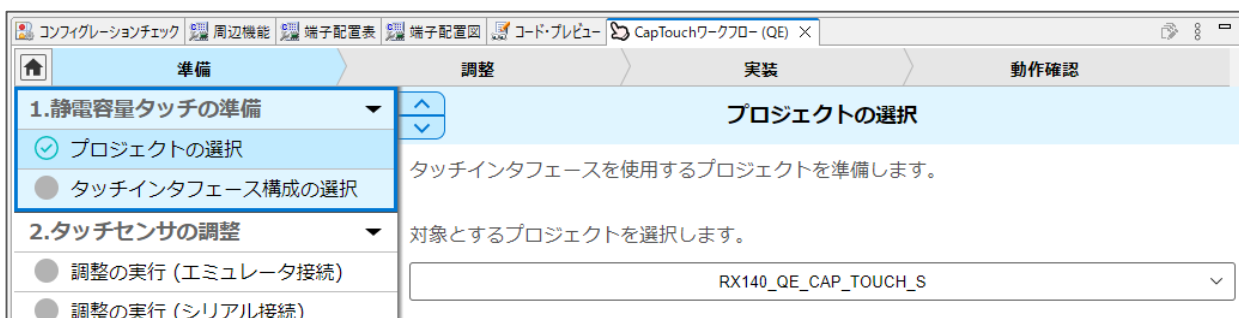 コンフィグレーションチェック 周辺機能 端子配置表 端子配置図 コード・プレビュー CapTouchワークフロー (QE)
準備 調整 実装 動作確認
1.静電容量タッチの準備
プロジェクトの選択
タッチインタフェース構成の選択
2.タッチセンサの調整
調整の実行 (エミュレータ接続)
調整の実行 (シリアル接続)
プロジェクトの選択
タッチインタフェースを使用するプロジェクトを準備します。
対象とするプロジェクトを選択します。
RX140_QE_CAP_TOUCH_S